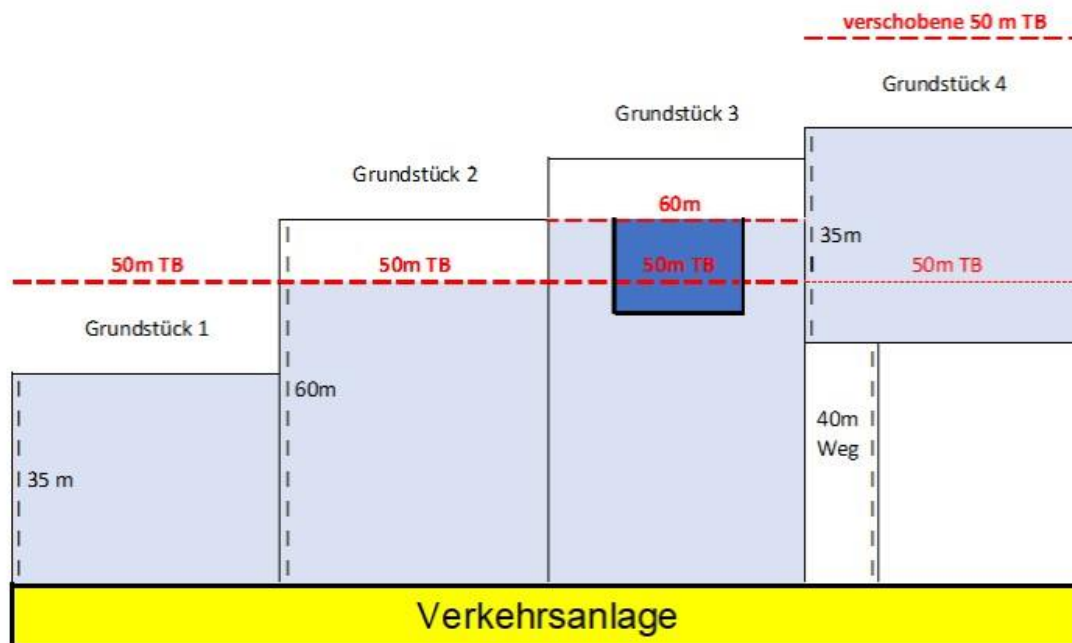 verschobene 50 m TB
Grundstück 4
Grundstück 3
Grundstück 2
60m
35m
50m TB
50m TB
50m TB
50m TB
Grundstück 1
60m
40m
Weg
35 m
Verkehrsanlage